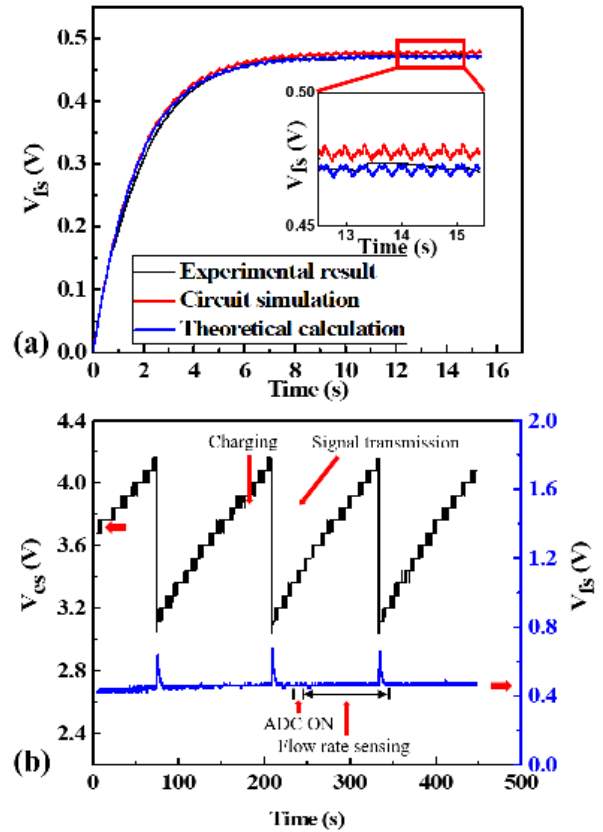 0.5
0.4
0.3
0.2
0.1
0.0
V_fs (V)
0.50
0.45
V_fs (V)
13 14 15
Time (s)
Experimental result
Circuit simulation
Theoretical calculation
(a)
0 2 4 6 8 10 12 14 16
Time (s)
4.4
4.0
3.6
3.2
2.8
2.4
2.2
V_cs (V)
Charging
Signal transmission
2.0
1.6
1.2
0.8
0.4
0.0
V_fs (V)
ADC ON
Flow rate sensing
(b)
0 100 200 300 400 500
Time (s)